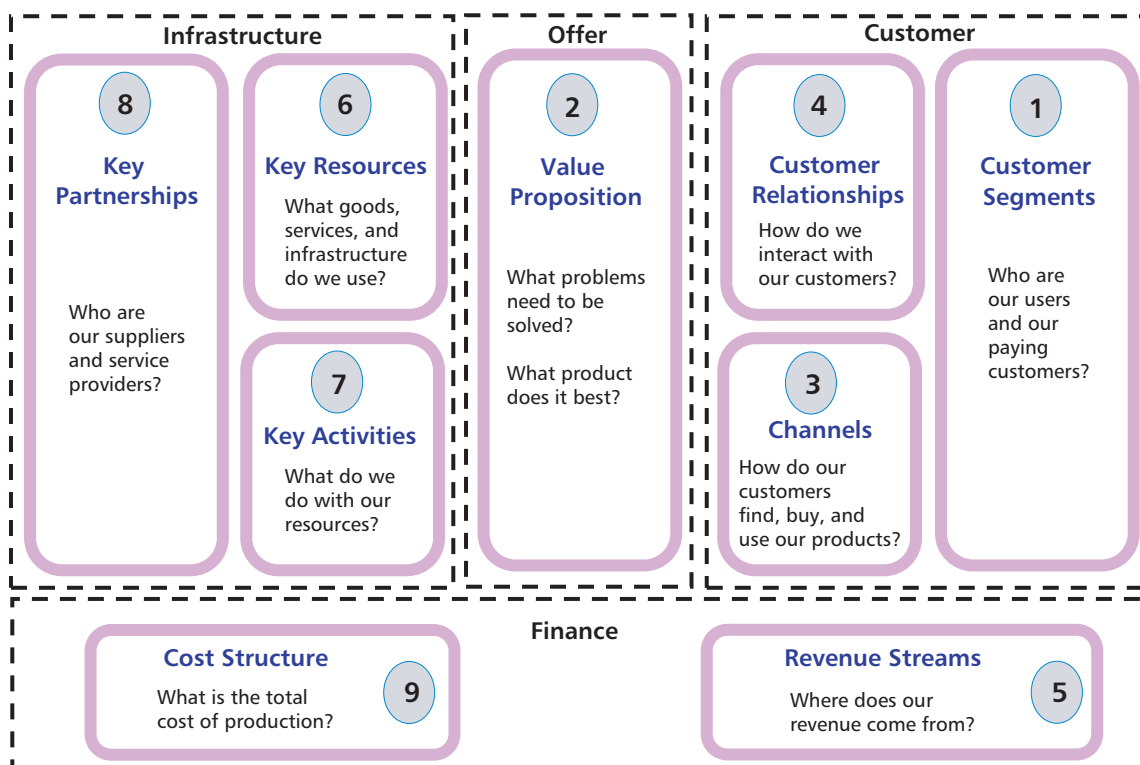 Infrastructure
8
Key
Partnerships
Who are
our suppliers
and service
providers?
6
Key Resources
What goods,
services, and
infrastructure
do we use?
7
Key Activities
What do we
do with our
resources?
Offer
2
Value
Proposition
What problems
need to be
solved?
What product
does it best?
Customer
4
Customer
Relationships
How do we
interact with
our customers?
3
Channels
How do our
customers
find, buy, and
use our products?
1
Customer
Segments
Who are
our users
and our
paying
customers?
Finance
Cost Structure
What is the total
cost of production?
9
Revenue Streams
Where does our
revenue come from?
5